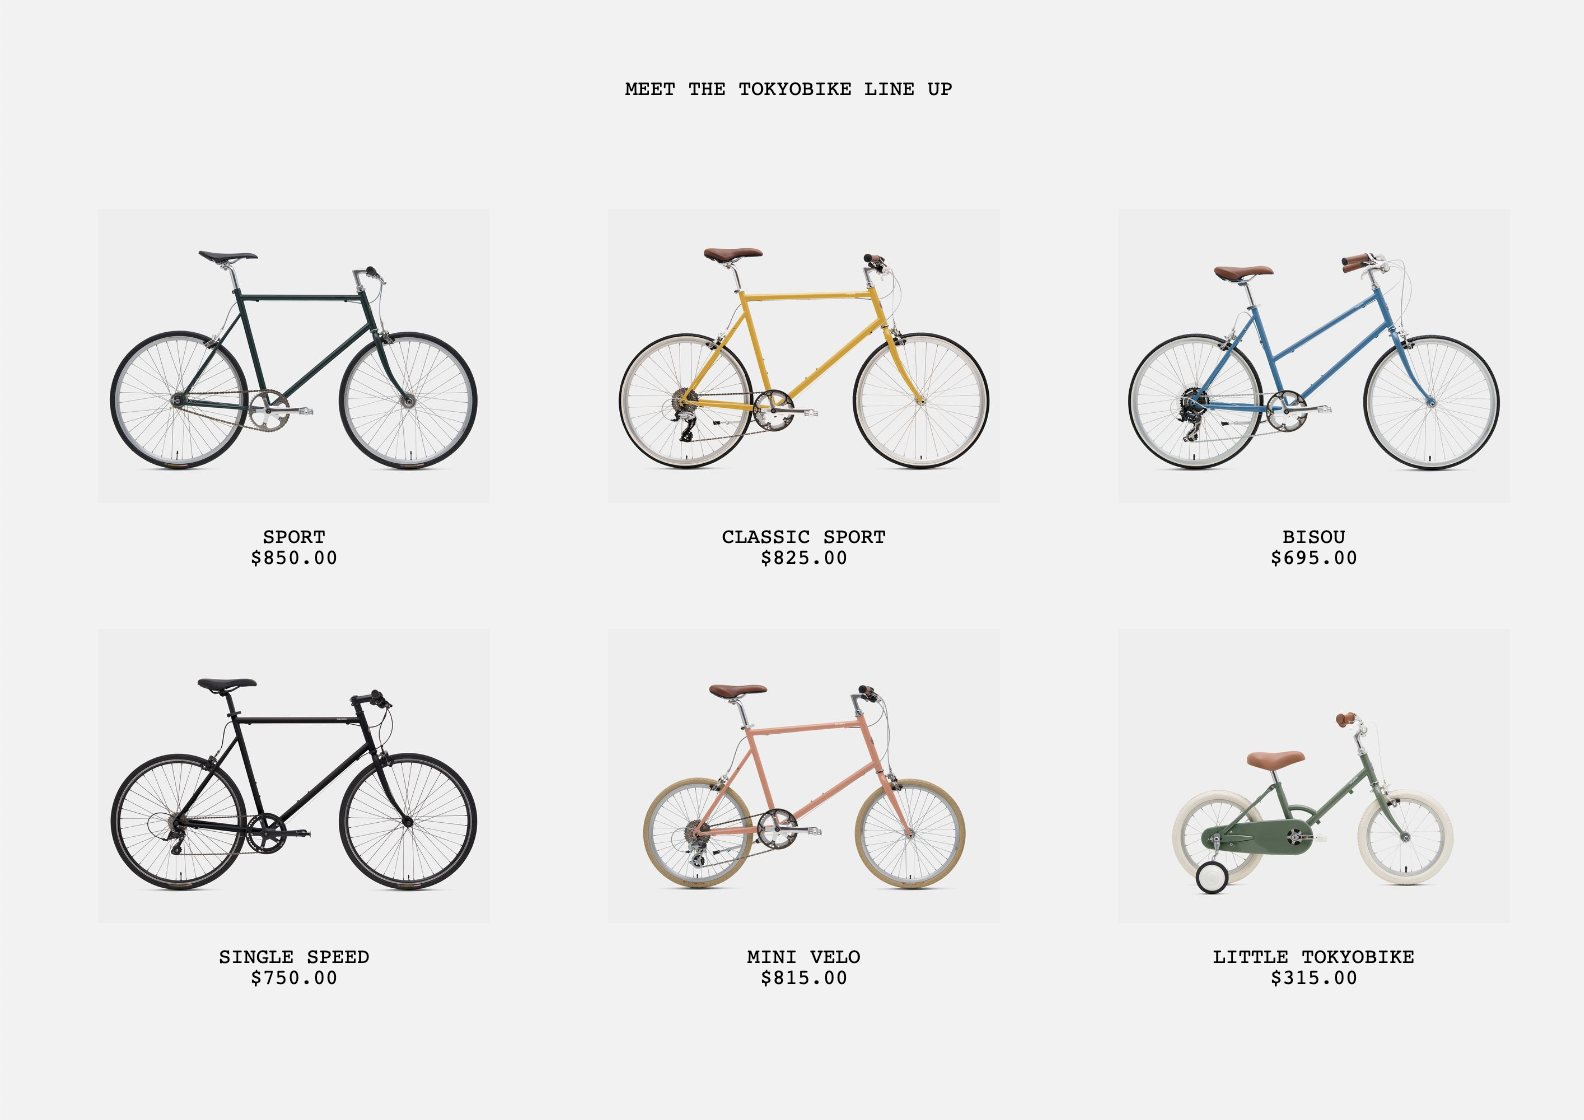 MEET THE TOKYOBIKE LINE UP
SPORT
$850.00
CLASSIC SPORT
$825.00
BISOU
$695.00
SINGLE SPEED
$750.00
MINI VELO
$815.00
LITTLE TOKYOBIKE
$315.00